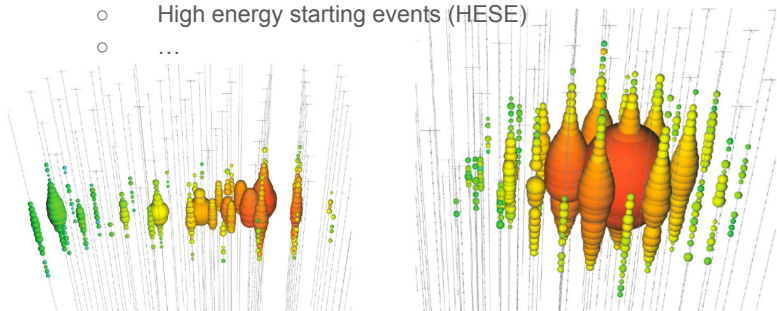 ○ High energy starting events (HESE)
○ …